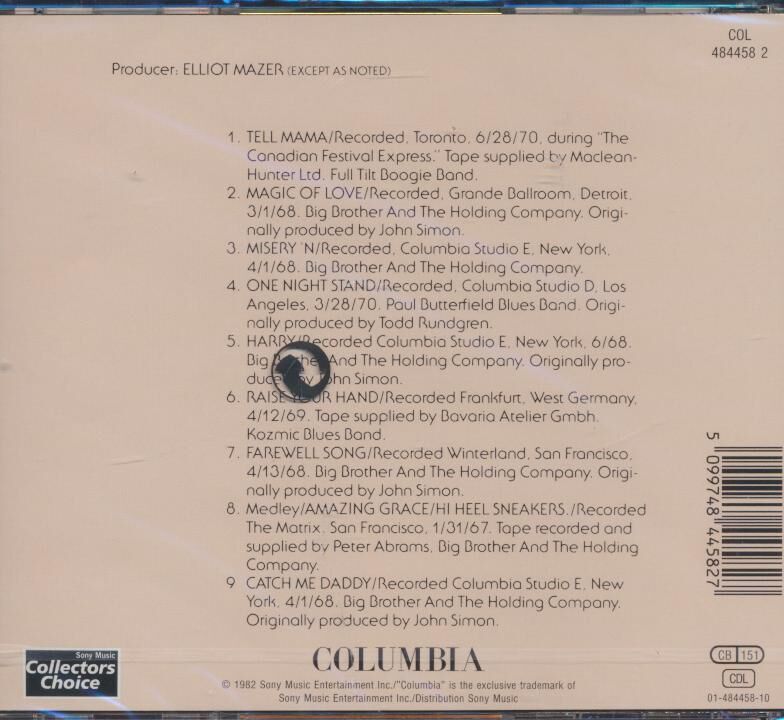 COL
484458 2
Producer: ELLIOT MAZER (EXCEPT AS NOTED)
1. TELL MAMA/Recorded, Toronto, 6/28/70, during "The
Canadian Festival Express." Tape supplied by Maclean-
Hunter Ltd. Full Tilt Boogie Band.
2. MAGIC OF LOVE/Recorded, Grande Ballroom, Detroit,
3/1/68. Big Brother And The Holding Company. Origi-
nally produced by John Simon.
3. MISERY 'N/Recorded, Columbia Studio E, New York,
4/1/68. Big Brother And The Holding Company.
4. ONE NIGHT STAND/Recorded, Columbia Studio D, Los
Angeles, 3/28/70. Paul Butterfield Blues Band. Origi-
nally produced by Todd Rundgren.
5. HARRY/Recorded Columbia Studio E, New York, 6/68.
Big Brother And The Holding Company. Originally pro-
duced by John Simon.
6. RAISE YOUR HAND/Recorded Frankfurt, West Germany,
4/12/69. Tape supplied by Bavaria Atelier Gmbh.
Kozmic Blues Band.
7. FAREWELL SONG/Recorded Winterland, San Francisco,
4/13/68. Big Brother And The Holding Company. Origi-
nally produced by John Simon.
8. Medley/AMAZING GRACE/HI HEEL SNEAKERS./Recorded
The Matrix, San Francisco, 1/31/67. Tape recorded and
supplied by Peter Abrams, Big Brother And The Holding
Company.
9 CATCH ME DADDY/Recorded Columbia Studio E, New
York, 4/1/68. Big Brother And The Holding Company.
Originally produced by John Simon.
5 099748 445827
Sony Music
Collectors
Choice
COLUMBIA
© 1982 Sony Music Entertainment Inc./"Columbia" is the exclusive trademark of
Sony Music Entertainment Inc./Distribution Sony Music
CB 151
CDL
01-484458-10